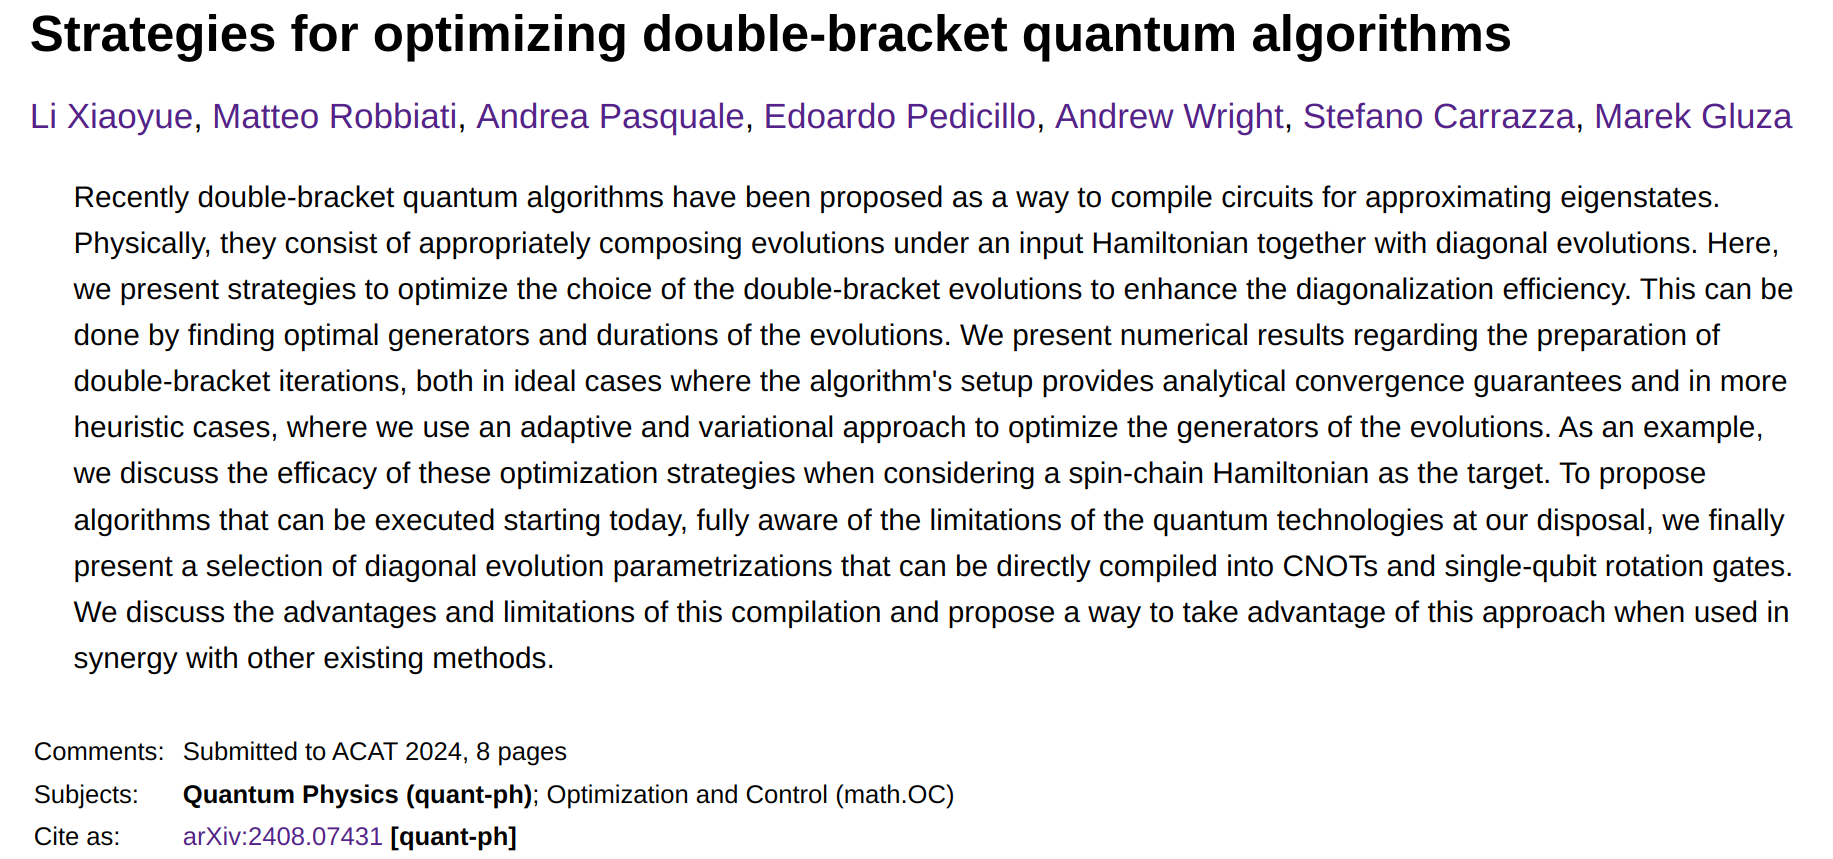 Strategies for optimizing double-bracket quantum algorithms
Li Xiaoyue, Matteo Robbiati, Andrea Pasquale, Edoardo Pedicillo, Andrew Wright, Stefano Carrazza, Marek Gluza
Recently double-bracket quantum algorithms have been proposed as a way to compile circuits for approximating eigenstates.
Physically, they consist of appropriately composing evolutions under an input Hamiltonian together with diagonal evolutions. Here,
we present strategies to optimize the choice of the double-bracket evolutions to enhance the diagonalization efficiency. This can be
done by finding optimal generators and durations of the evolutions. We present numerical results regarding the preparation of
double-bracket iterations, both in ideal cases where the algorithm's setup provides analytical convergence guarantees and in more
heuristic cases, where we use an adaptive and variational approach to optimize the generators of the evolutions. As an example,
we discuss the efficacy of these optimization strategies when considering a spin-chain Hamiltonian as the target. To propose
algorithms that can be executed starting today, fully aware of the limitations of the quantum technologies at our disposal, we finally
present a selection of diagonal evolution parametrizations that can be directly compiled into CNOTs and single-qubit rotation gates.
We discuss the advantages and limitations of this compilation and propose a way to take advantage of this approach when used in
synergy with other existing methods.
Comments: Submitted to ACAT 2024, 8 pages
Subjects: Quantum Physics (quant-ph); Optimization and Control (math.OC)
Cite as: arXiv:2408.07431 [quant-ph]